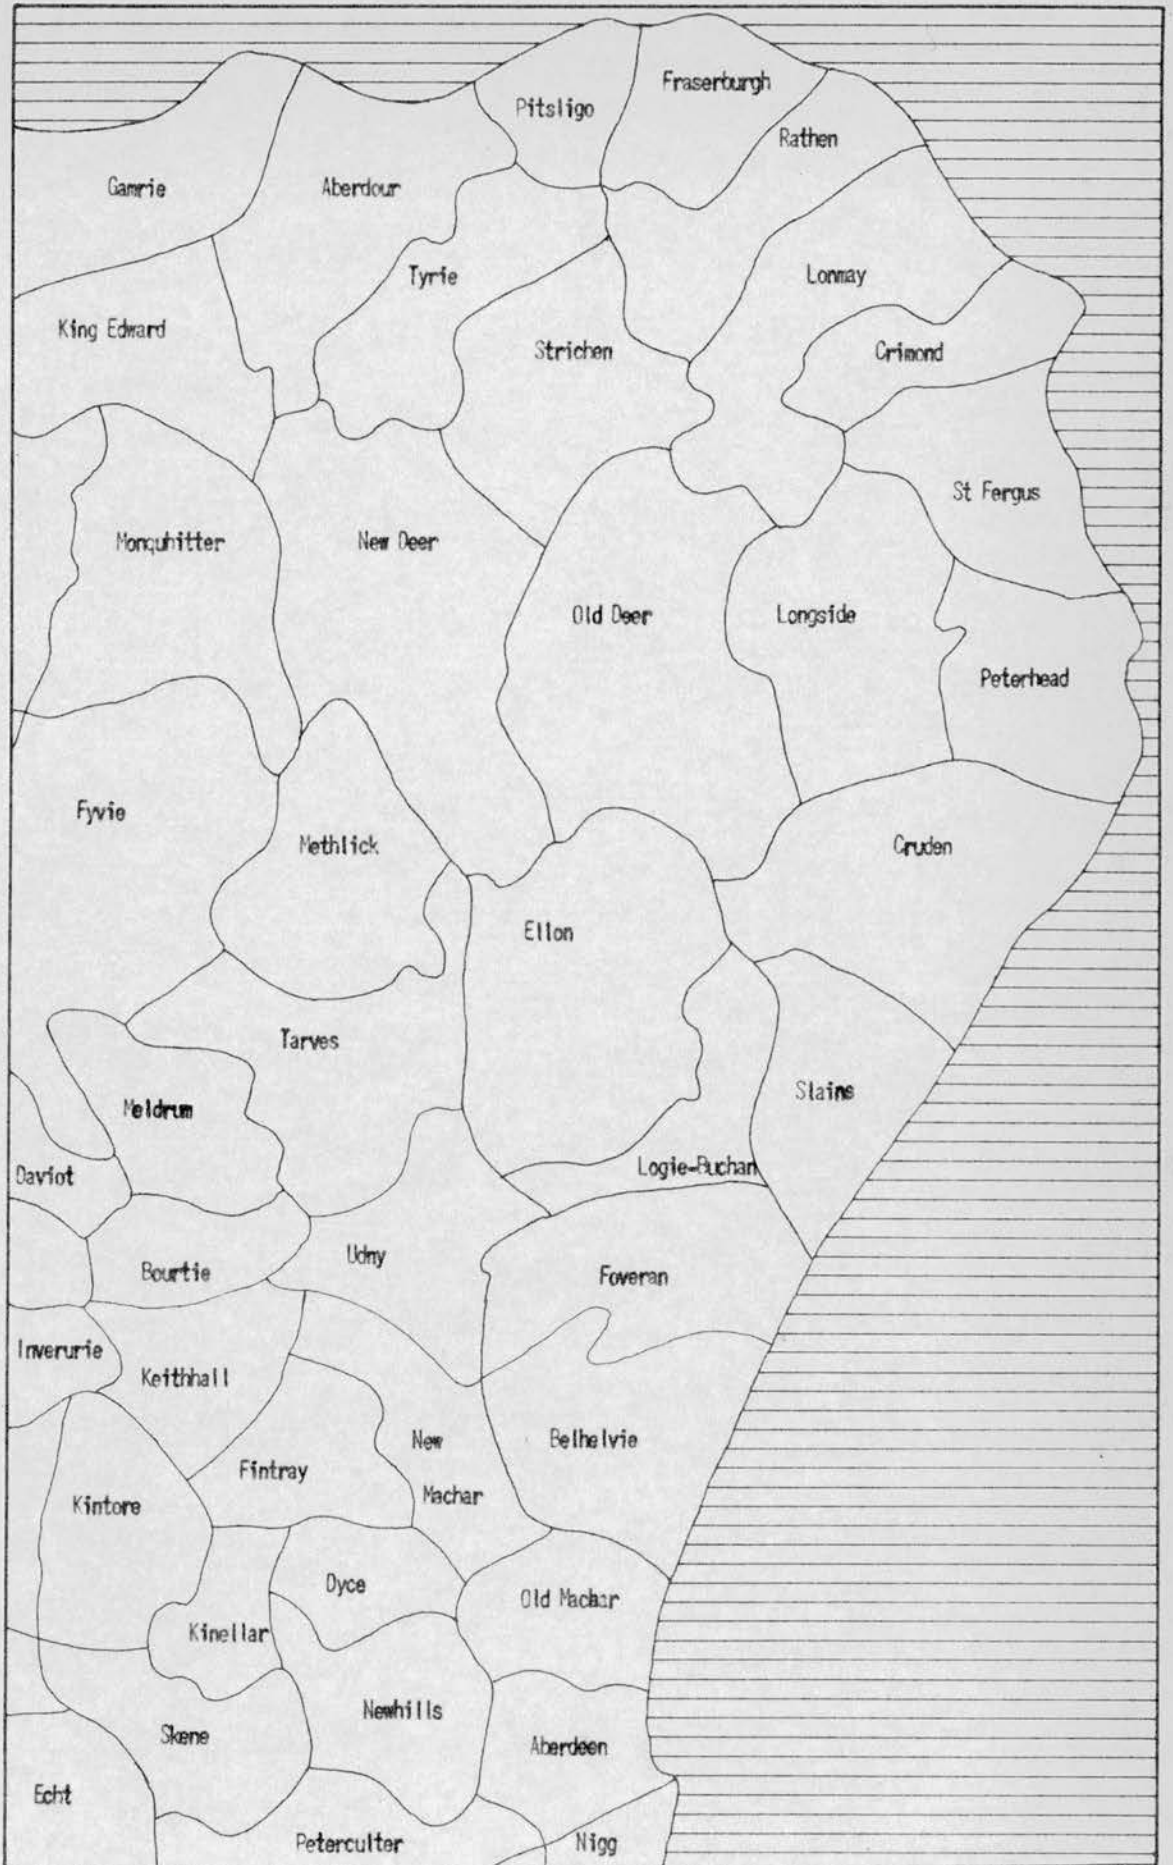 Fraserburgh
Pitsligo
Rathen
Gamrie
Aberdour
Tyrie
Lonmay
King Edward
Strichen
Crimond
St Fergus
Monquhitter
New Deer
Old Deer
Longside
Peterhead
Fyvie
Methlick
Cruden
Ellon
Tarves
Slains
Meldrum
Logie-Buchan
Daviot
Udny
Bourtie
Foveran
Inverurie
Keithhall
New
Machar
Belhelvie
Fintray
Kintore
Dyce
Old Machar
Kinellar
Newhills
Skene
Aberdeen
Echt
Peterculter
Nigg